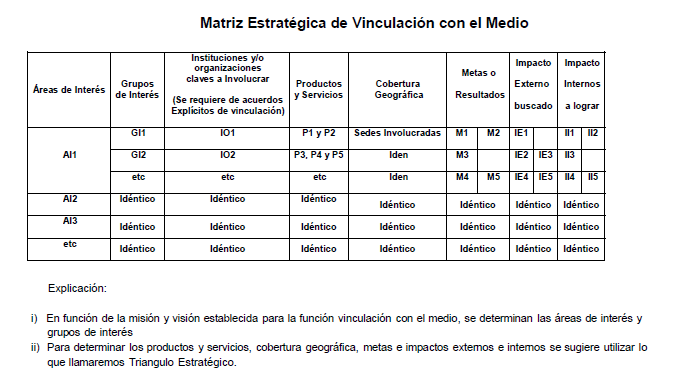 Matriz Estratégica de Vinculación con el Medio
Áreas de Interés
Grupos
de Interés
Instituciones y/o
organizaciones
claves a Involucrar
(Se requiere de acuerdos
Explícitos de vinculación)
Productos
y Servicios
Cobertura
Geográfica
Metas o
Resultados
Impacto
Externo
buscado
Impacto
Internos
a lograr
AI1
GI1 IO1 P1 y P2 Sedes Involucradas M1 M2 IE1 II1 II2
GI2 IO2 P3, P4 y P5 Iden M3 IE2 IE3 II3
etc etc etc Iden M4 M5 IE4 IE5 II4 II5
AI2 Idéntico Idéntico Idéntico Idéntico Idéntico Idéntico Idéntico
AI3 Idéntico Idéntico Idéntico Idéntico Idéntico Idéntico Idéntico
etc Idéntico Idéntico Idéntico Idéntico Idéntico Idéntico Idéntico
Explicación:
i) En función de la misión y visión establecida para la función vinculación con el medio, se determinan las áreas de interés y
grupos de interés
ii) Para determinar los productos y servicios, cobertura geográfica, metas e impactos externos e internos se sugiere utilizar lo
que llamaremos Triangulo Estratégico.